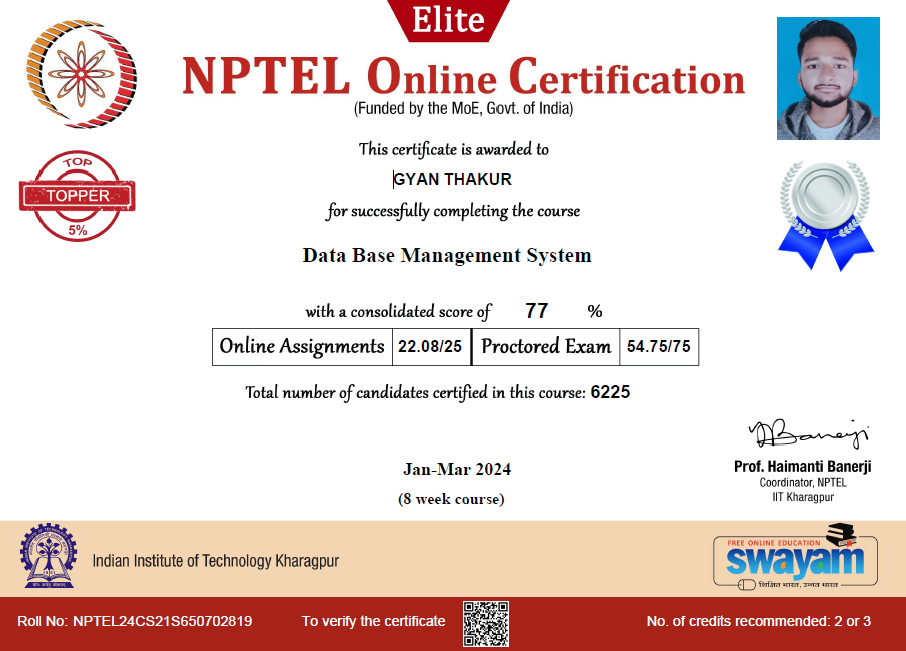 Elite
NPTEL Online Certification
(Funded by the MoE, Govt. of India)
This certificate is awarded to
GYAN THAKUR
for successfully completing the course
TOP
TOPPER
5%
Data Base Management System
with a consolidated score of 77 %
Online Assignments 22.08/25 Proctored Exam 54.75/75
Total number of candidates certified in this course: 6225
Banerji
Prof. Haimanti Banerji
Coordinator, NPTEL
IIT Kharagpur
Jan-Mar 2024
(8 week course)
Indian Institute of Technology Kharagpur
FREE ONLINE EDUCATION
swayam
शिक्षित भारत, उन्नत भारत
Roll No: NPTEL24CS21S650702819 To verify the certificate No. of credits recommended: 2 or 3